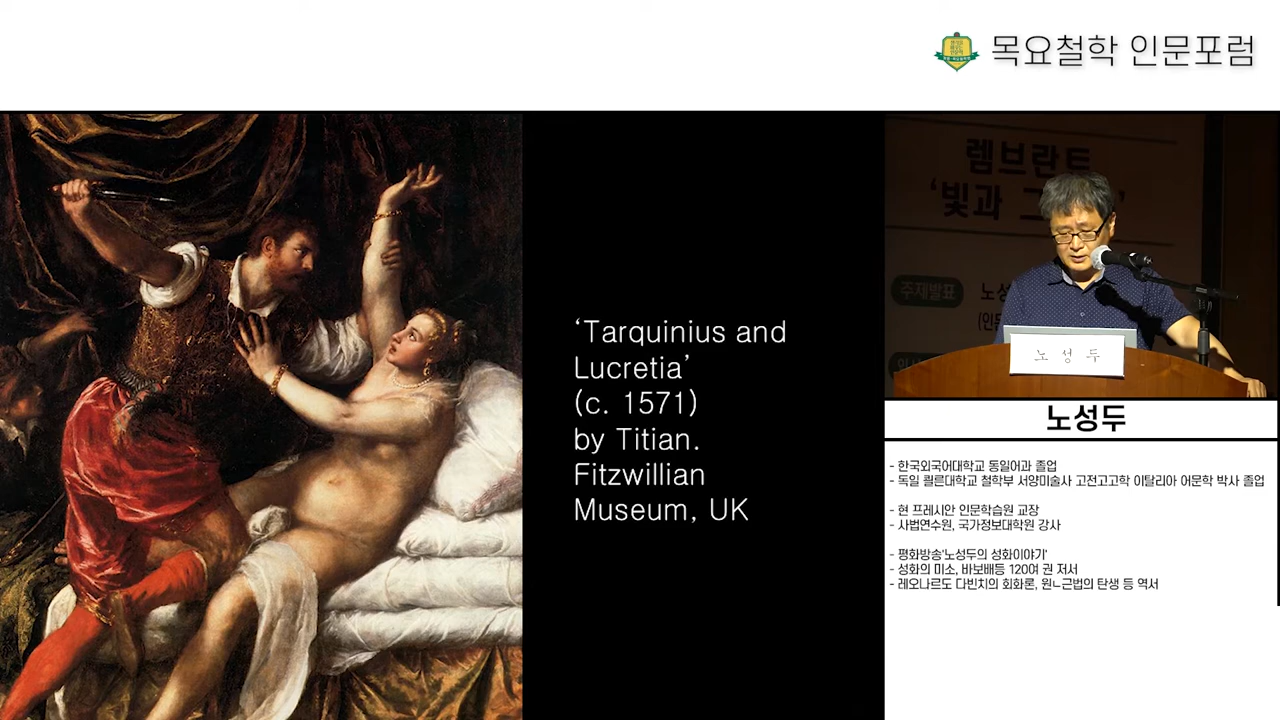 목요철학 인문포럼
'Tarquinius and
Lucretia'
(c. 1571)
by Titian.
Fitzwillian
Museum, UK
렘브란트
'빛과 그
주제발표 노성
노 성 두
노성두
- 한국외국어대학교 독일어과 졸업
- 독일 쾰른대학교 철학부 서양미술사 고전고고학 이탈리아 어문학 박사 졸업
- 현 프레시안 인문학습원 교장
- 사법연수원, 국가정보대학원 강사
- 평화방송'노성두의 성화이야기'
- 성화의 미소, 바보배등 120여 권 저서
- 레오나르도 다빈치의 회화론, 원ㄴ근법의 탄생 등 역서